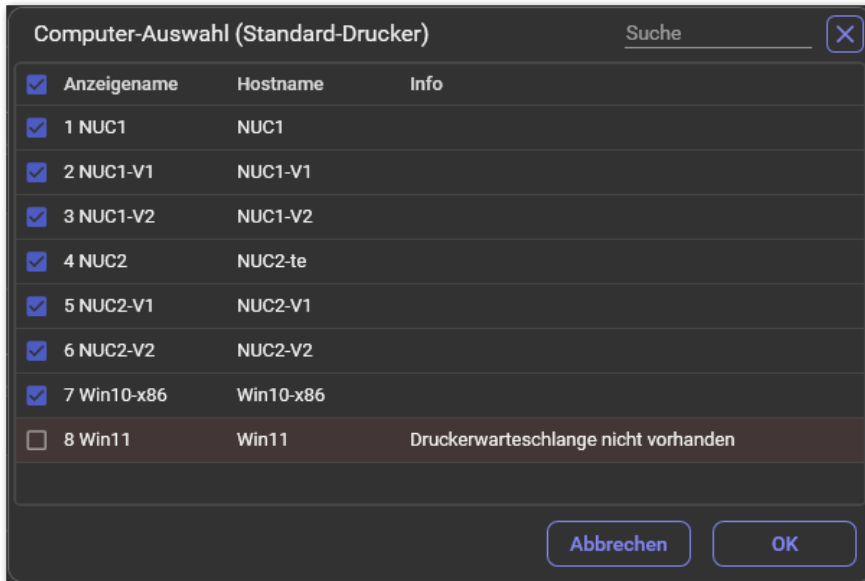 Computer-Auswahl (Standard-Drucker) Suche
Anzeigename Hostname Info
1 NUC1 NUC1
2 NUC1-V1 NUC1-V1
3 NUC1-V2 NUC1-V2
4 NUC2 NUC2-te
5 NUC2-V1 NUC2-V1
6 NUC2-V2 NUC2-V2
7 Win10-x86 Win10-x86
8 Win11 Win11 Druckerwarteschlange nicht vorhanden
Abbrechen OK